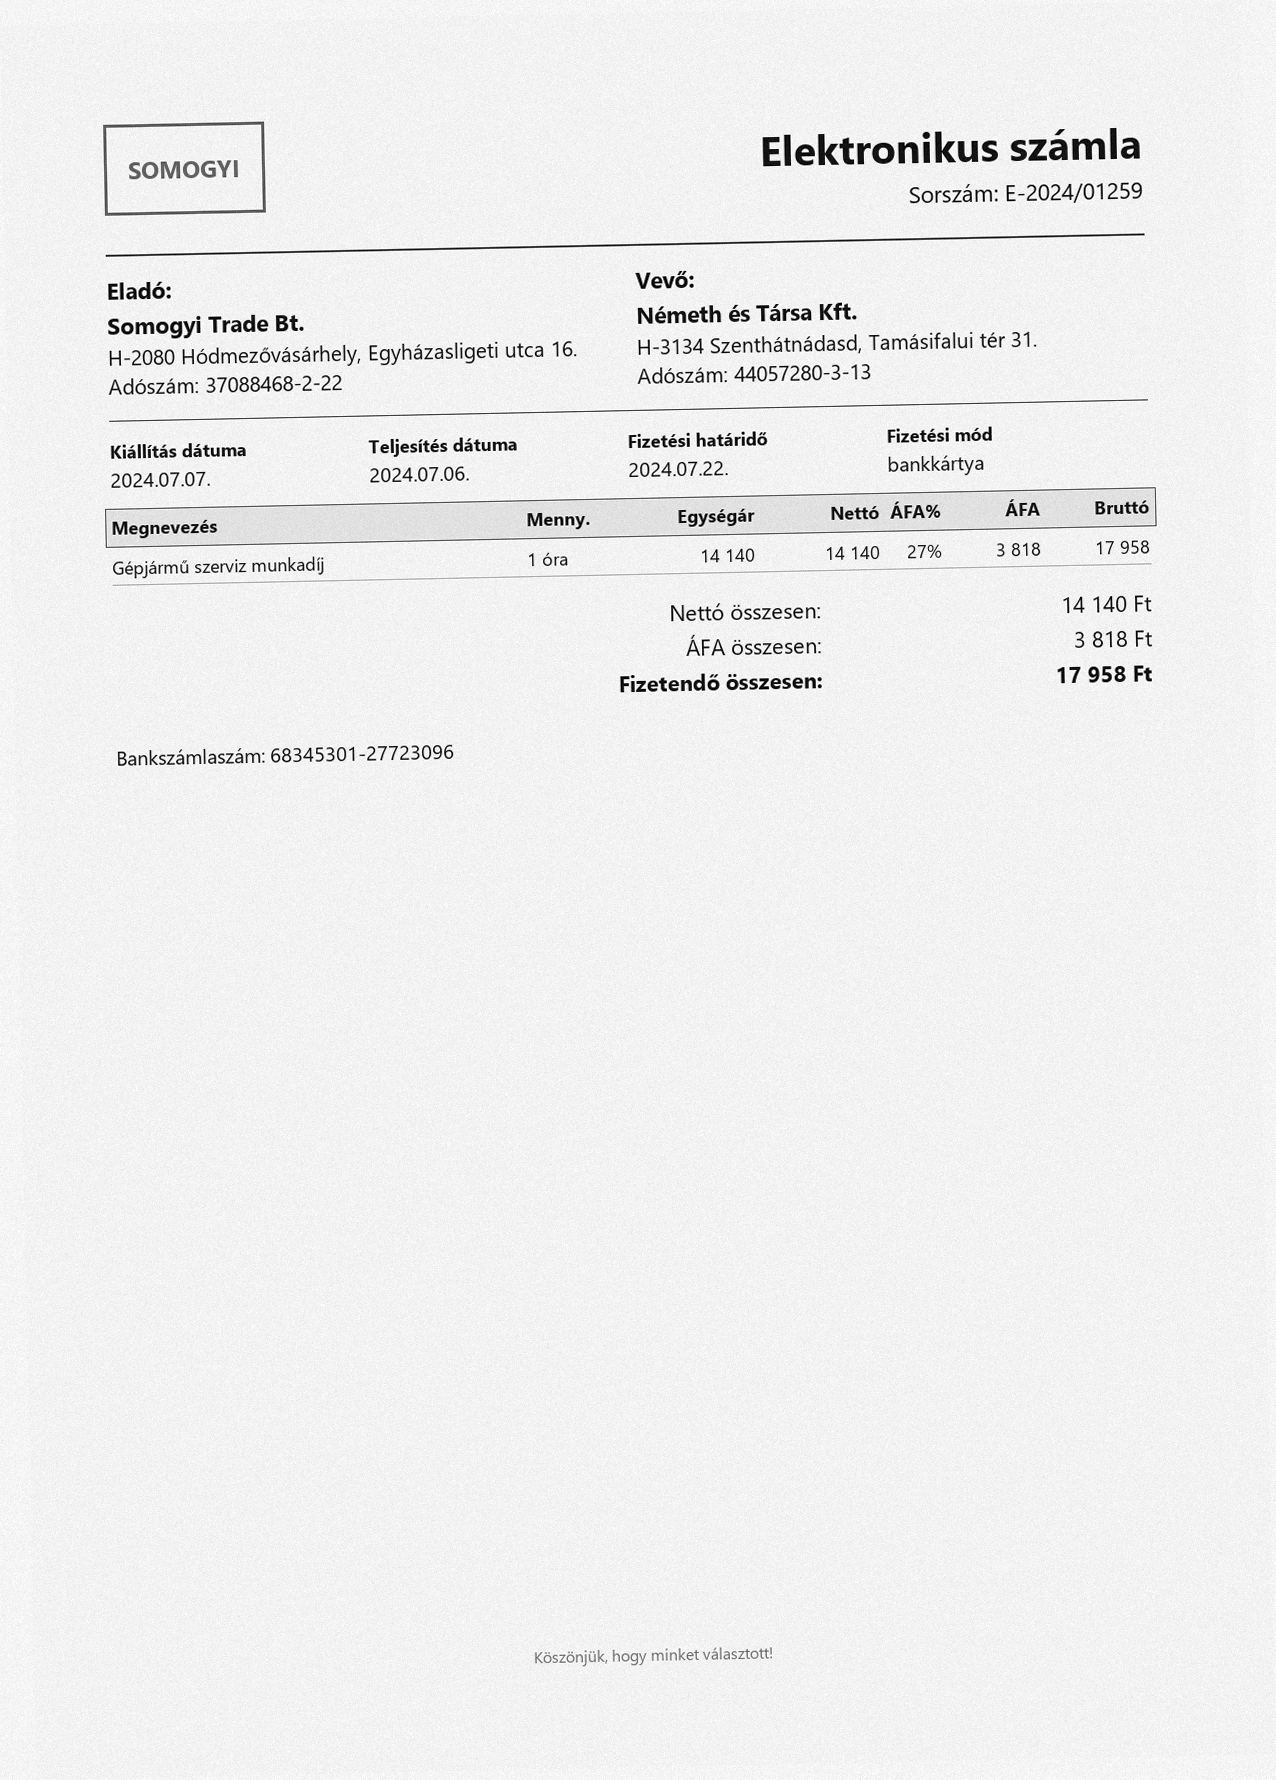 SOMOGYI
Elektronikus számla
Sorszám: E-2024/01259
Eladó:
Somogyi Trade Bt.
H-2080 Hódmezővásárhely, Egyházasligeti utca 16.
Adószám: 37088468-2-22
Vevő:
Németh és Társa Kft.
H-3134 Szenthátnádasd, Tamásifalui tér 31.
Adószám: 44057280-3-13
Kiállítás dátuma Teljesítés dátuma Fizetési határidő Fizetési mód
2024.07.07. 2024.07.06. 2024.07.22. bankkártya
Megnevezés Menny. Egységár Nettó ÁFA% ÁFA Bruttó
Gépjármű szerviz munkadíj 1 óra 14 140 14 140 27% 3 818 17 958
Nettó összesen: 14 140 Ft
ÁFA összesen: 3 818 Ft
Fizetendő összesen: 17 958 Ft
Bankszámlaszám: 68345301-27723096
Köszönjük, hogy minket választott!